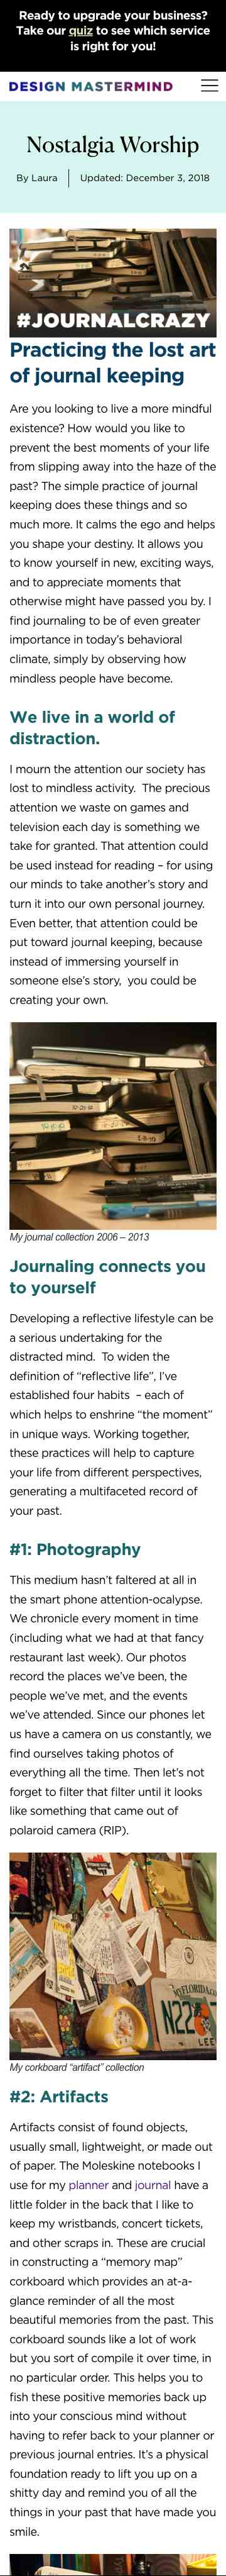 Ready to upgrade your business?
Take our quiz to see which service
is right for you!
DESIGN MASTERMIND
Nostalgia Worship
By Laura
Updated: December 3, 2018
#JOURNALCRAZY
Practicing the lost art
of journal keeping
Are you looking to live a more mindful
existence? How would you like to
prevent the best moments of your life
from slipping away into the haze of the
past? The simple practice of journal
keeping does these things and so
much more. It calms the ego and helps
you shape your destiny. It allows you
to know yourself in new, exciting ways,
and to appreciate moments that
otherwise might have passed you by. I
find journaling to be of even greater
importance in today's behavioral
climate, simply by observing how
mindless people have become.
We live in a world of
distraction.
I mourn the attention our society has
lost to mindless activity. The precious
attention we waste on games and
television each day is something we
take for granted. That attention could
be used instead for reading – for using
our minds to take another's story and
turn it into our own personal journey.
Even better, that attention could be
put toward journal keeping, because
instead of immersing yourself in
someone else's story, you could be
creating your own.
My journal collection 2006 – 2013
Journaling connects you
to yourself
Developing a reflective lifestyle can be
a serious undertaking for the
distracted mind. To widen the
definition of "reflective life", I've
established four habits – each of
which helps to enshrine "the moment"
in unique ways. Working together,
these practices will help to capture
your life from different perspectives,
generating a multifaceted record of
your past.
#1: Photography
This medium hasn't faltered at all in
the smart phone attention-ocalypse.
We chronicle every moment in time
(including what we had at that fancy
restaurant last week). Our photos
record the places we've been, the
people we've met, and the events
we've attended. Since our phones let
us have a camera on us constantly, we
find ourselves taking photos of
everything all the time. Then let's not
forget to filter that filter until it looks
like something that came out of
polaroid camera (RIP).
FLORIDA
N22
LEE
My corkboard "artifact" collection
#2: Artifacts
Artifacts consist of found objects,
usually small, lightweight, or made out
of paper. The Moleskine notebooks I
use for my planner and journal have a
little folder in the back that I like to
keep my wristbands, concert tickets,
and other scraps in. These are crucial
in constructing a "memory map"
corkboard which provides an at-a-
glance reminder of all the most
beautiful memories from the past. This
corkboard sounds like a lot of work
but you sort of compile it over time, in
no particular order. This helps you to
fish these positive memories back up
into your conscious mind without
having to refer back to your planner or
previous journal entries. It's a physical
foundation ready to lift you up on a
shitty day and remind you of all the
things in your past that have made you
smile.